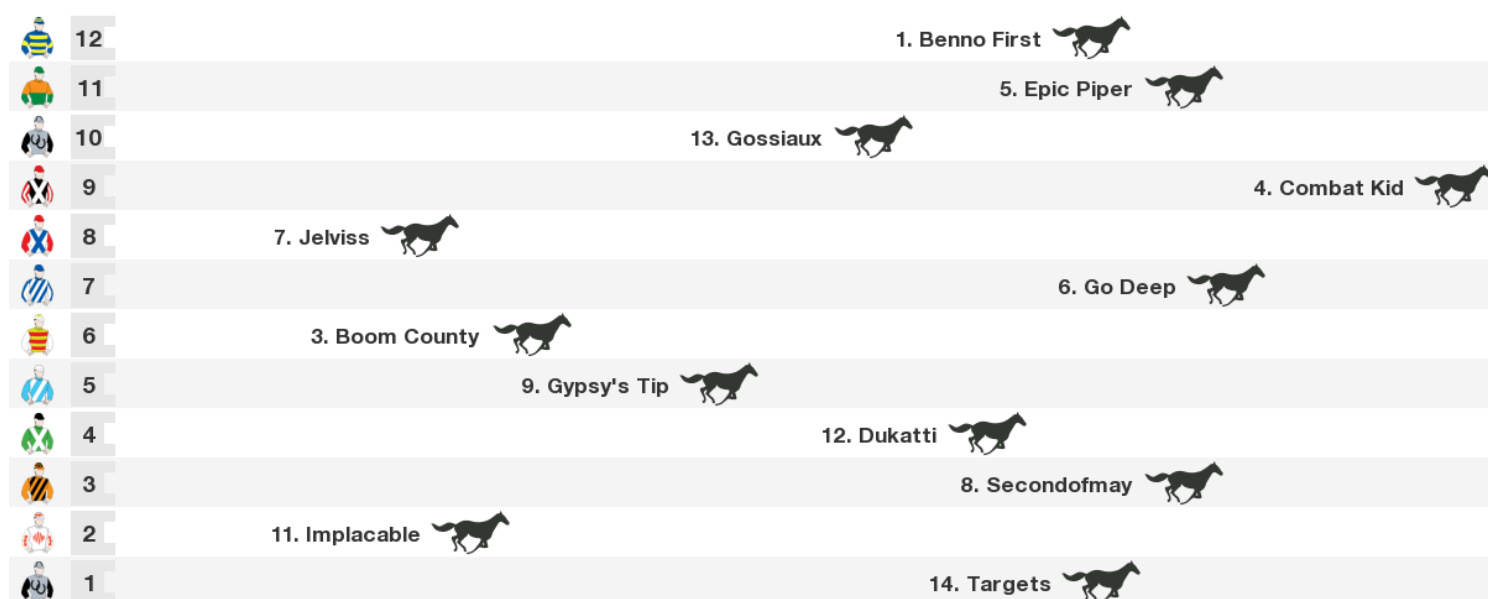 12 1. Benno First
11 5. Epic Piper
10 13. Gossiaux
9 4. Combat Kid
8 7. Jelviss
7 6. Go Deep
6 3. Boom County
5 9. Gypsy's Tip
4 12. Dukatti
3 8. Secondofmay
2 11. Implacable
1 14. Targets